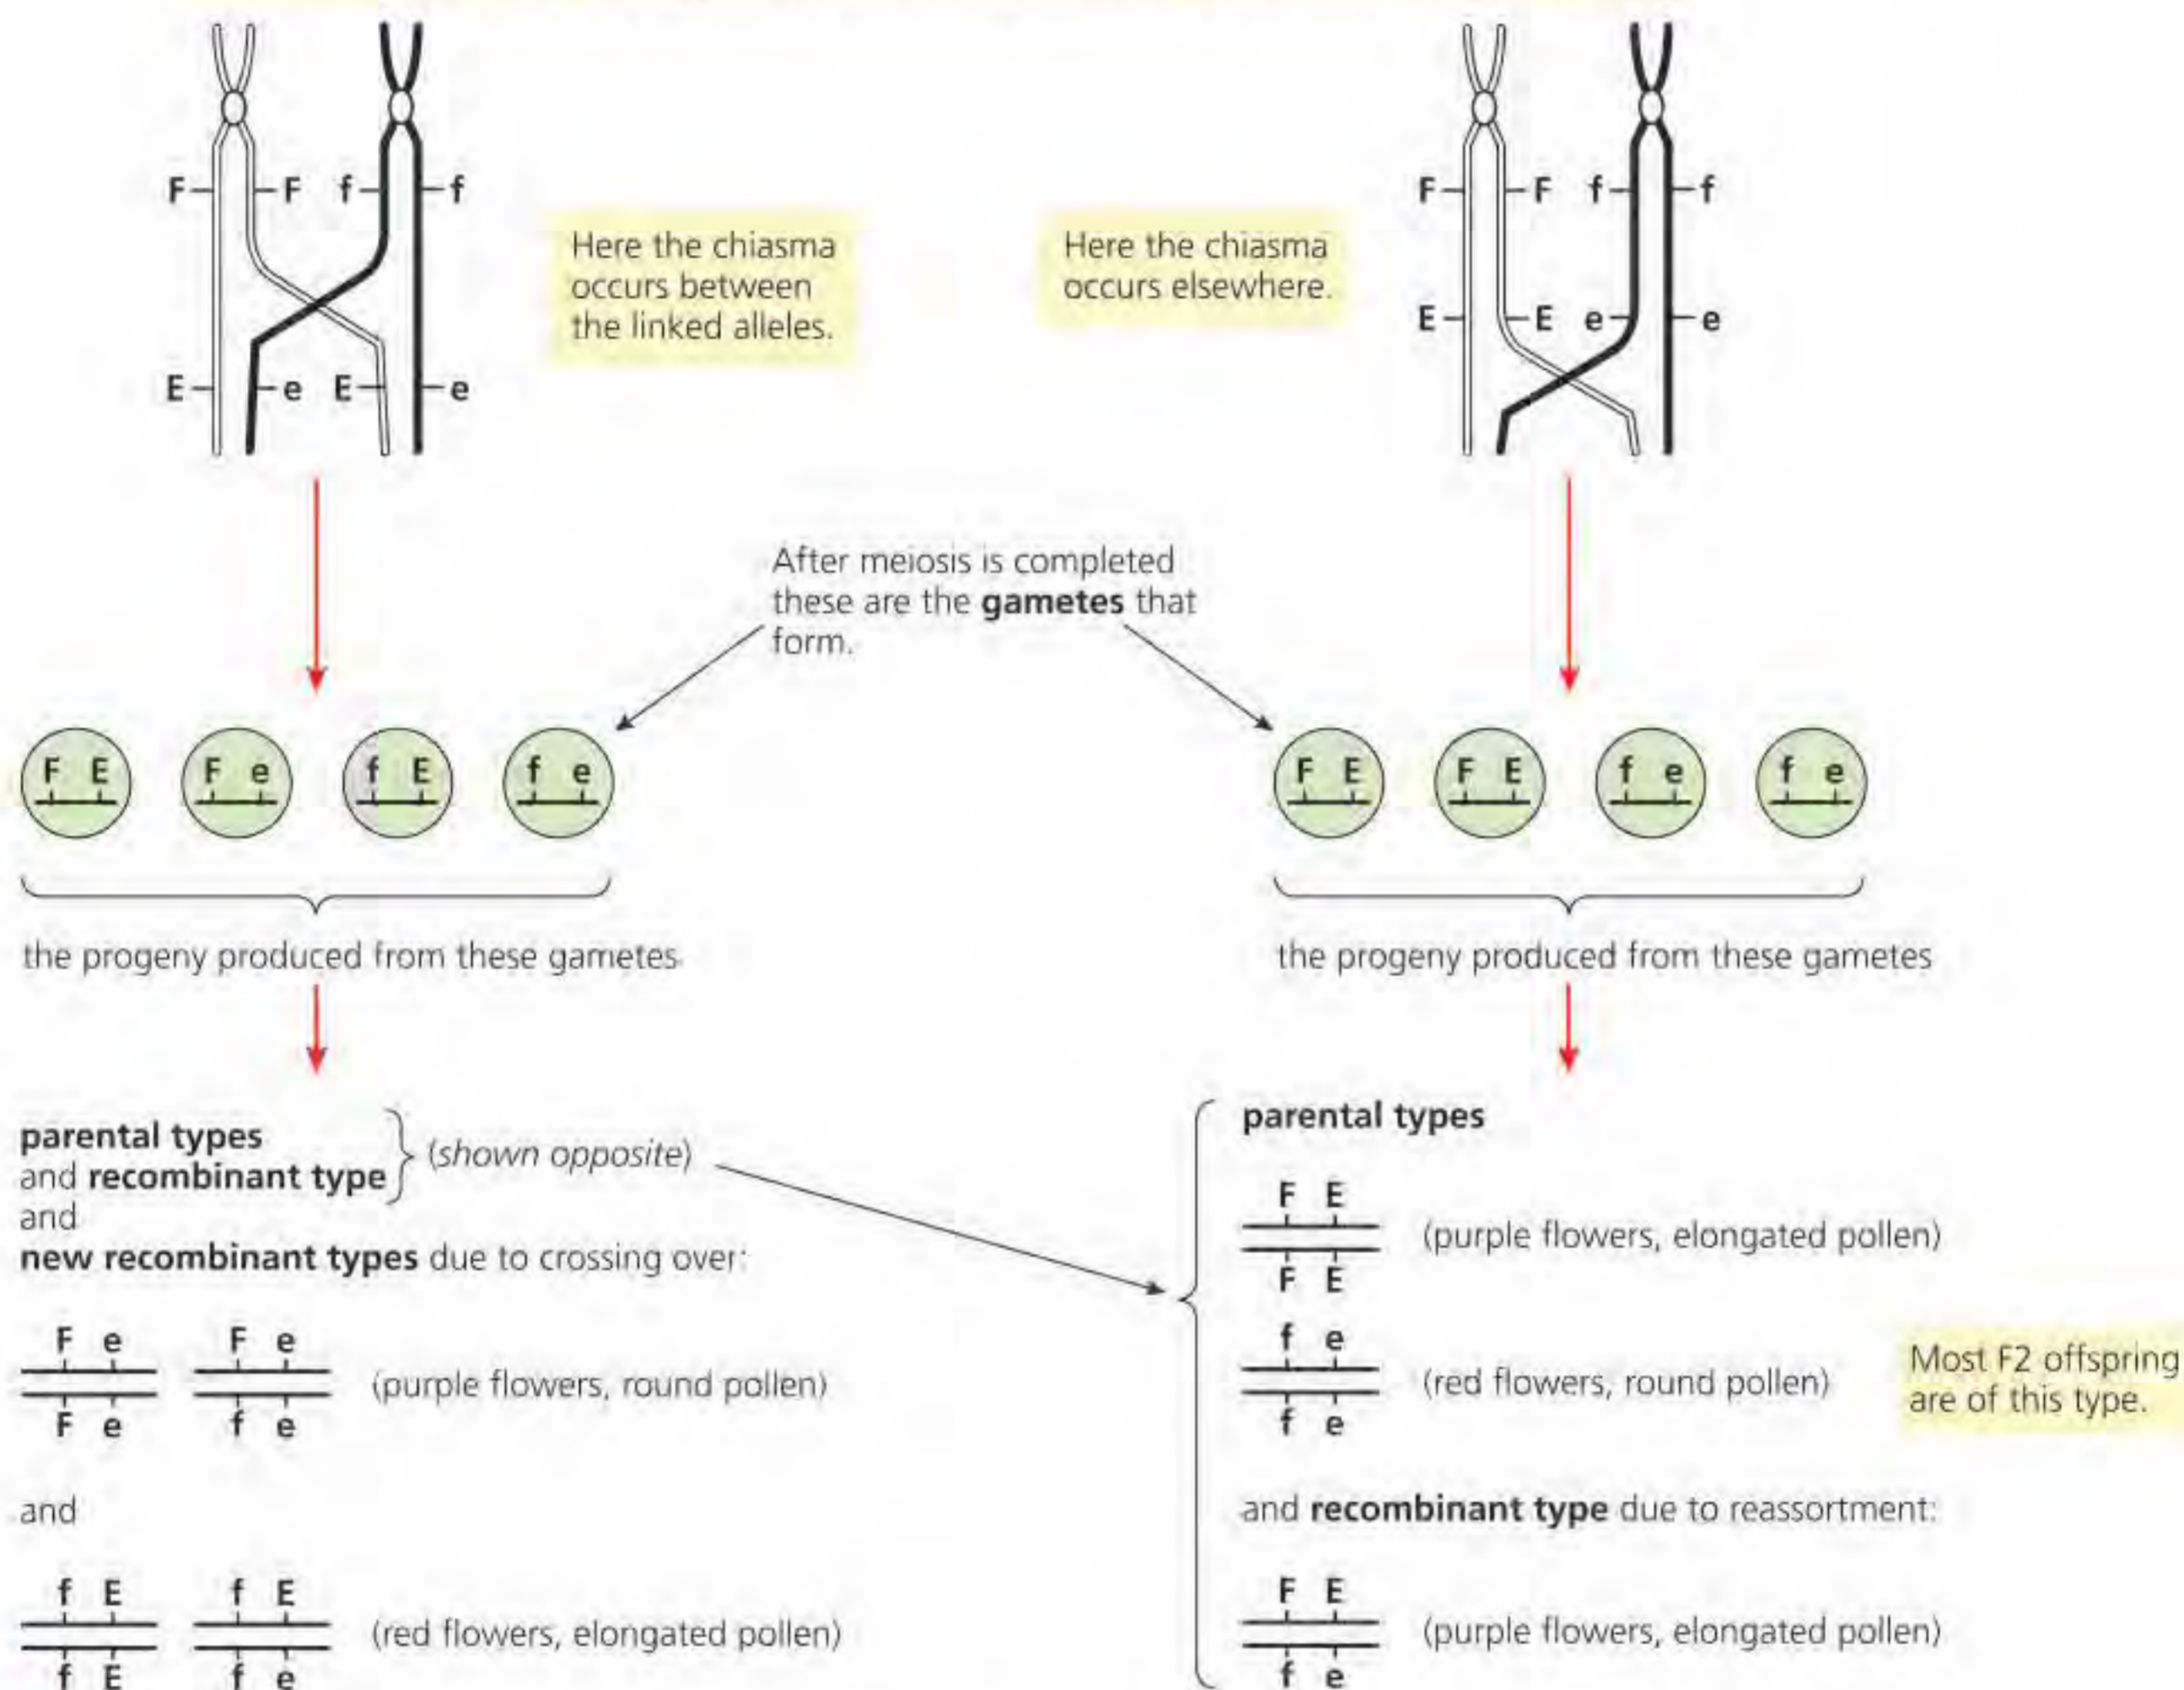 F F f f
E e E e
Here the chiasma
occurs between
the linked alleles.
Here the chiasma
occurs elsewhere.
F F f f
E E e e
After meiosis is completed
these are the gametes that
form.
F E F e f E f e
F E F E f e f e
the progeny produced from these gametes
the progeny produced from these gametes
parental types
and recombinant type
(shown opposite)
and
new recombinant types due to crossing over:
F e F e
(purple flowers, round pollen)
F e f e
and
f E f E
(red flowers, elongated pollen)
f E f e
parental types
F E
(purple flowers, elongated pollen)
F E
f e
(red flowers, round pollen)
f e
Most F2 offspring
are of this type.
and recombinant type due to reassortment:
F E
(purple flowers, elongated pollen)
f e